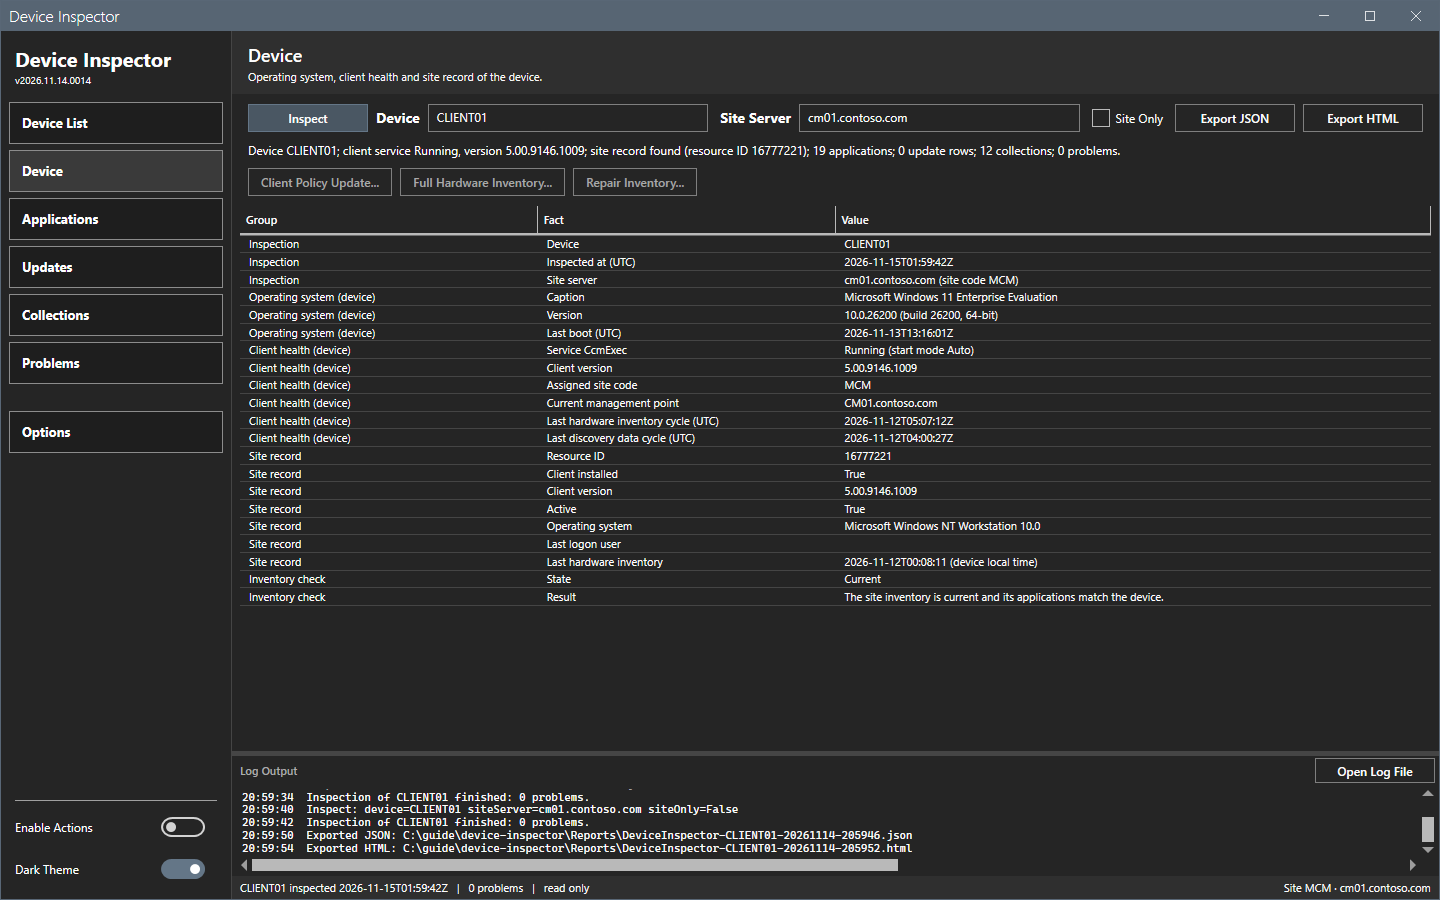 Device Inspector
Device Inspector
v2026.11.14.0014
Device List
Device
Applications
Updates
Collections
Problems
Options
Enable Actions
Dark Theme
Device
Operating system, client health and site record of the device.
Inspect Device CLIENT01 Site Server cm01.contoso.com Site Only Export JSON Export HTML
Device CLIENT01; client service Running, version 5.00.9146.1009; site record found (resource ID 16777221); 19 applications; 0 update rows; 12 collections; 0 problems.
Client Policy Update... Full Hardware Inventory... Repair Inventory...
Group Fact Value
Inspection Device CLIENT01
Inspection Inspected at (UTC) 2026-11-15T01:59:42Z
Inspection Site server cm01.contoso.com (site code MCM)
Operating system (device) Caption Microsoft Windows 11 Enterprise Evaluation
Operating system (device) Version 10.0.26200 (build 26200, 64-bit)
Operating system (device) Last boot (UTC) 2026-11-13T13:16:01Z
Client health (device) Service CcmExec Running (start mode Auto)
Client health (device) Client version 5.00.9146.1009
Client health (device) Assigned site code MCM
Client health (device) Current management point CM01.contoso.com
Client health (device) Last hardware inventory cycle (UTC) 2026-11-12T05:07:12Z
Client health (device) Last discovery data cycle (UTC) 2026-11-12T04:00:27Z
Site record Resource ID 16777221
Site record Client installed True
Site record Client version 5.00.9146.1009
Site record Active True
Site record Operating system Microsoft Windows NT Workstation 10.0
Site record Last logon user
Site record Last hardware inventory 2026-11-12T00:08:11 (device local time)
Inventory check State Current
Inventory check Result The site inventory is current and its applications match the device.
Log Output Open Log File
20:59:34 Inspection of CLIENT01 finished: 0 problems.
20:59:40 Inspect: device=CLIENT01 siteServer=cm01.contoso.com siteOnly=False
20:59:42 Inspection of CLIENT01 finished: 0 problems.
20:59:50 Exported JSON: C:\guide\device-inspector\Reports\DeviceInspector-CLIENT01-20261114-205946.json
20:59:54 Exported HTML: C:\guide\device-inspector\Reports\DeviceInspector-CLIENT01-20261114-205952.html
CLIENT01 inspected 2026-11-15T01:59:42Z | 0 problems | read only Site MCM · cm01.contoso.com